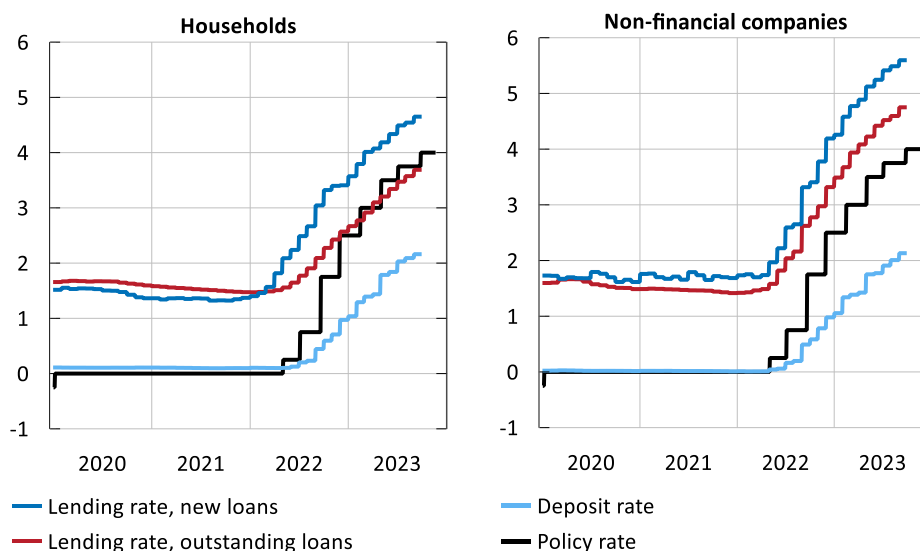 Households
6
5
4
3
2
1
0
-1
2020 2021 2022 2023
Non-financial companies
6
5
4
3
2
1
0
-1
2020 2021 2022 2023
Lending rate, new loans
Lending rate, outstanding loans
Deposit rate
Policy rate